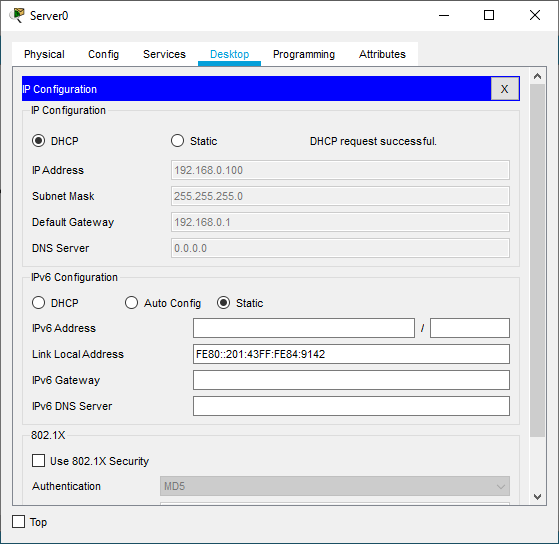 Server0
Physical Config Services Desktop Programming Attributes
IP Configuration X
IP Configuration
DHCP Static DHCP request successful.
IP Address 192.168.0.100
Subnet Mask 255.255.255.0
Default Gateway 192.168.0.1
DNS Server 0.0.0.0
IPv6 Configuration
DHCP Auto Config Static
IPv6 Address /
Link Local Address FE80::201:43FF:FE84:9142
IPv6 Gateway
IPv6 DNS Server
802.1X
Use 802.1X Security
Authentication MD5
Top